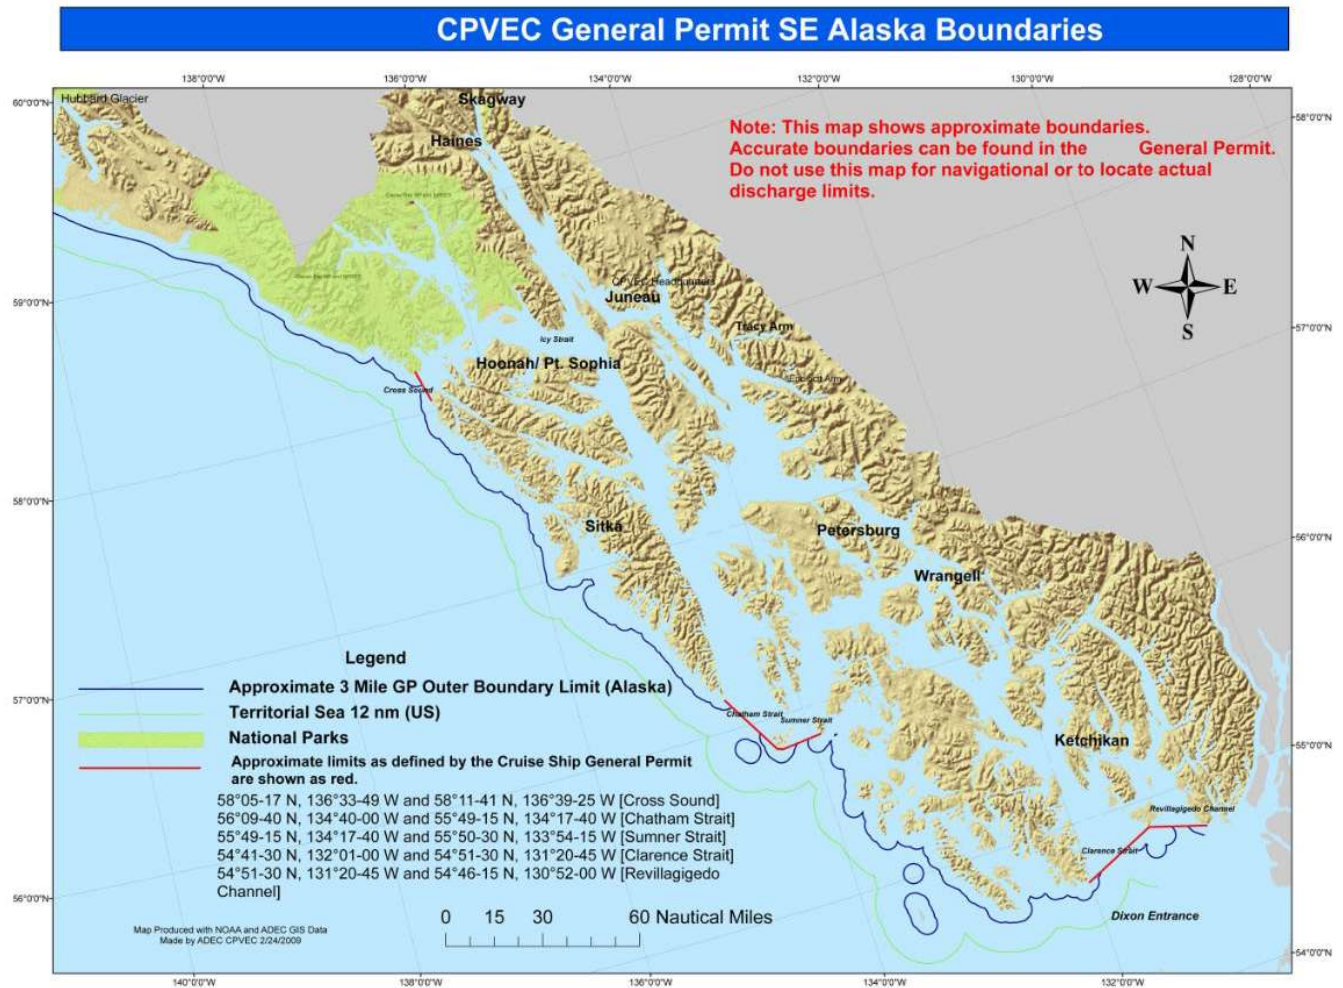 CPVEC General Permit SE Alaska Boundaries
138°0'0"W 136°0'0"W 134°0'0"W 132°0'0"W 130°0'0"W 128°0'0"W
60°0'0"N
Hubbard Glacier
Skagway
Haines
58°0'0"N
Note: This map shows approximate boundaries.
Accurate boundaries can be found in the General Permit.
Do not use this map for navigational or to locate actual
discharge limits.
N
W E
S
CPVEC Headquarters
Juneau
59°0'0"N
Tracy Arm
57°0'0"N
Icy Strait
Hoonah/ Pt. Sophia
Endicott Arm
Cross Sound
58°0'0"N
Sitka
Petersburg
56°0'0"N
Wrangell
57°0'0"N
Chatham Strait
Sumner Strait
Ketchikan
55°0'0"N
Revillagigedo Channel
Clarence Strait
56°0'0"N
Dixon Entrance
54°0'0"N
Legend
Approximate 3 Mile GP Outer Boundary Limit (Alaska)
Territorial Sea 12 nm (US)
National Parks
Approximate limits as defined by the Cruise Ship General Permit
are shown as red.
58°05-17 N, 136°33-49 W and 58°11-41 N, 136°39-25 W [Cross Sound]
56°09-40 N, 134°40-00 W and 55°49-15 N, 134°17-40 W [Chatham Strait]
55°49-15 N, 134°17-40 W and 55°50-30 N, 133°54-15 W [Sumner Strait]
54°41-30 N, 132°01-00 W and 54°51-30 N, 131°20-45 W [Clarence Strait]
54°51-30 N, 131°20-45 W and 54°46-15 N, 130°52-00 W [Revillagigedo
Channel]
0 15 30 60 Nautical Miles
Map Produced with NOAA and ADEC GIS Data
Made by ADEC CPVEC 2/24/2009
140°0'0"W 138°0'0"W 136°0'0"W 134°0'0"W 132°0'0"W